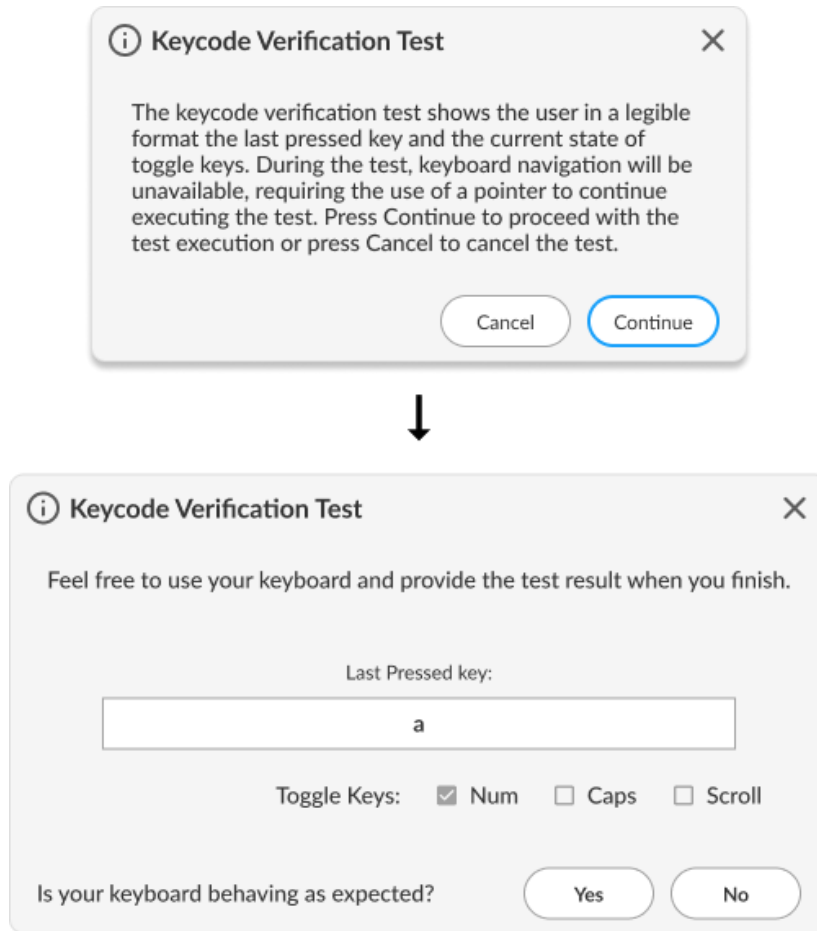 Keycode Verification Test
The keycode verification test shows the user in a legible
format the last pressed key and the current state of
toggle keys. During the test, keyboard navigation will be
unavailable, requiring the use of a pointer to continue
executing the test. Press Continue to proceed with the
test execution or press Cancel to cancel the test.
Cancel Continue
Keycode Verification Test
Feel free to use your keyboard and provide the test result when you finish.
Last Pressed key:
a
Toggle Keys: Num Caps Scroll
Is your keyboard behaving as expected? Yes No